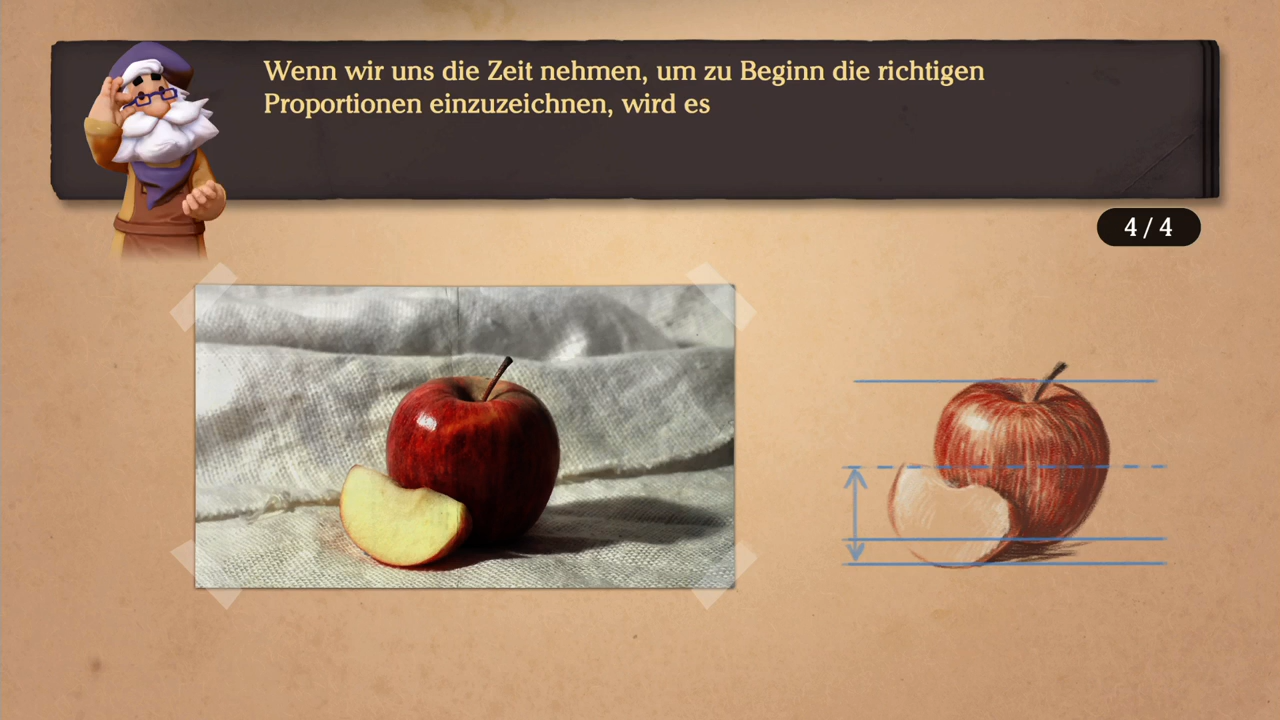 Wenn wir uns die Zeit nehmen, um zu Beginn die richtigen
Proportionen einzuzeichnen, wird es
4 / 4